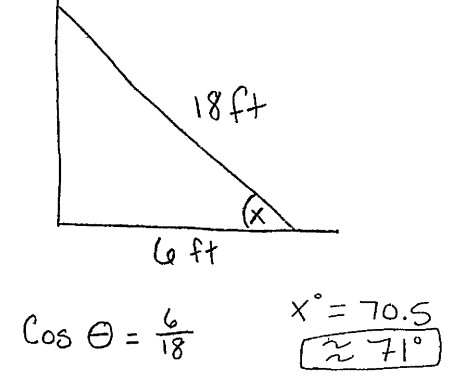 18 ft
x
6 ft
Cos θ = 6/18
x° = 70.5
≈ 71°